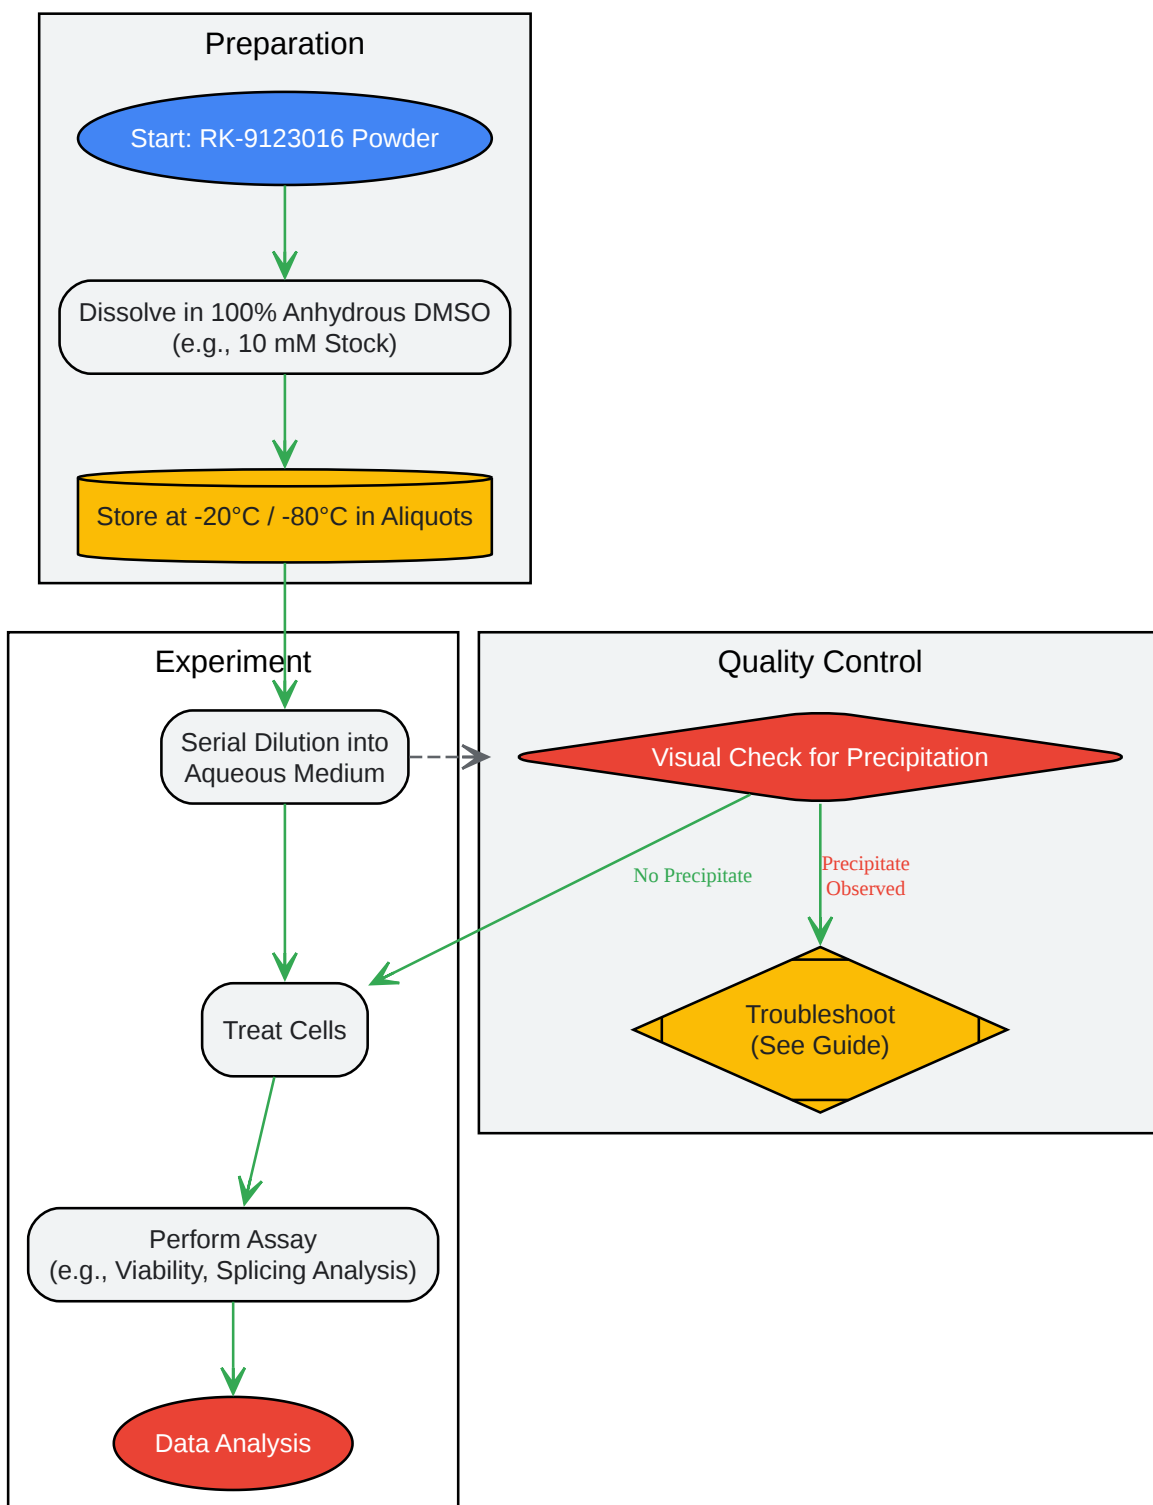 Preparation
Start: RK-9123016 Powder
Dissolve in 100% Anhydrous DMSO
(e.g., 10 mM Stock)
Store at -20°C / -80°C in Aliquots
Experiment
Serial Dilution into
Aqueous Medium
Quality Control
Visual Check for Precipitation
No Precipitate
Precipitate
Observed
Troubleshoot
(See Guide)
Treat Cells
Perform Assay
(e.g., Viability, Splicing Analysis)
Data Analysis